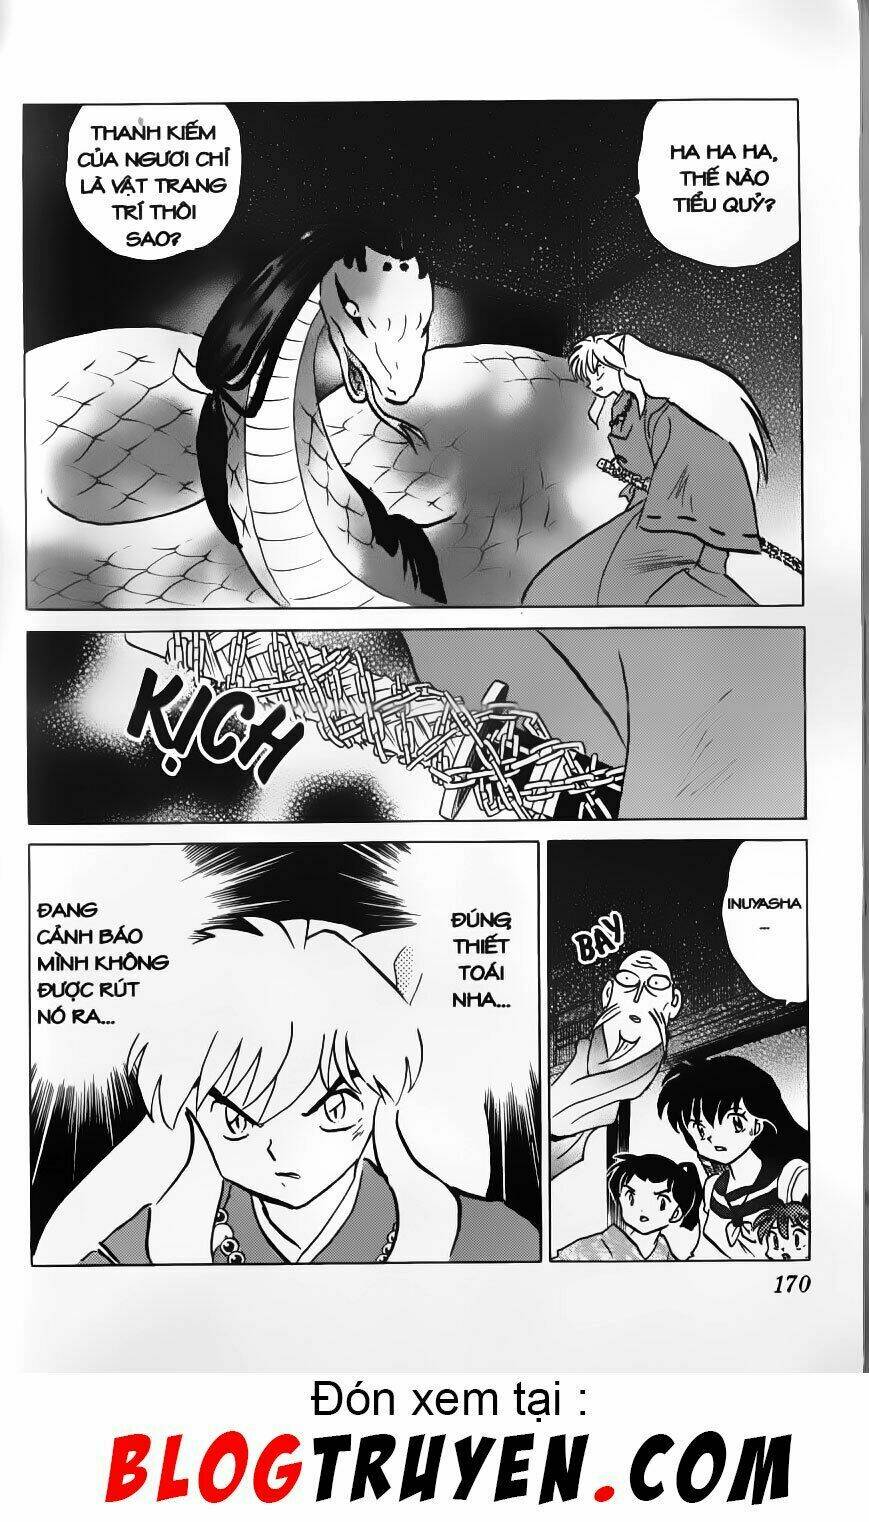 HA HA HA,
THẾ NÀO
TIỂU QUỶ?
THANH KIẾM
CỦA NGƯƠI CHỈ
LÀ VẬT TRANG
TRÍ THÔI
SAO?
KỊCH
INUYASHA
...
BAY
ĐÚNG,
THIẾT
TOÁI
NHA...
ĐANG
CẢNH BÁO
MÌNH KHÔNG
ĐƯỢC RÚT
NÓ RA...
170
Đón xem tại :
BLOGTRUYEN.COM